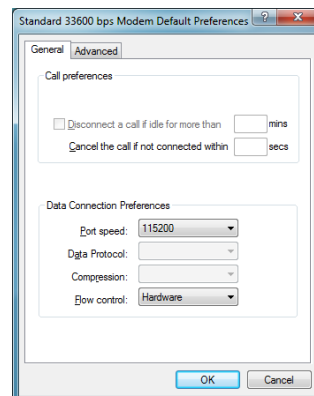 Standard 33600 bps Modem Default Preferences
General Advanced
Call preferences
Disconnect a call if idle for more than mins
Cancel the call if not connected within secs
Data Connection Preferences
Port speed: 115200
Data Protocol:
Compression:
Flow control: Hardware
OK Cancel